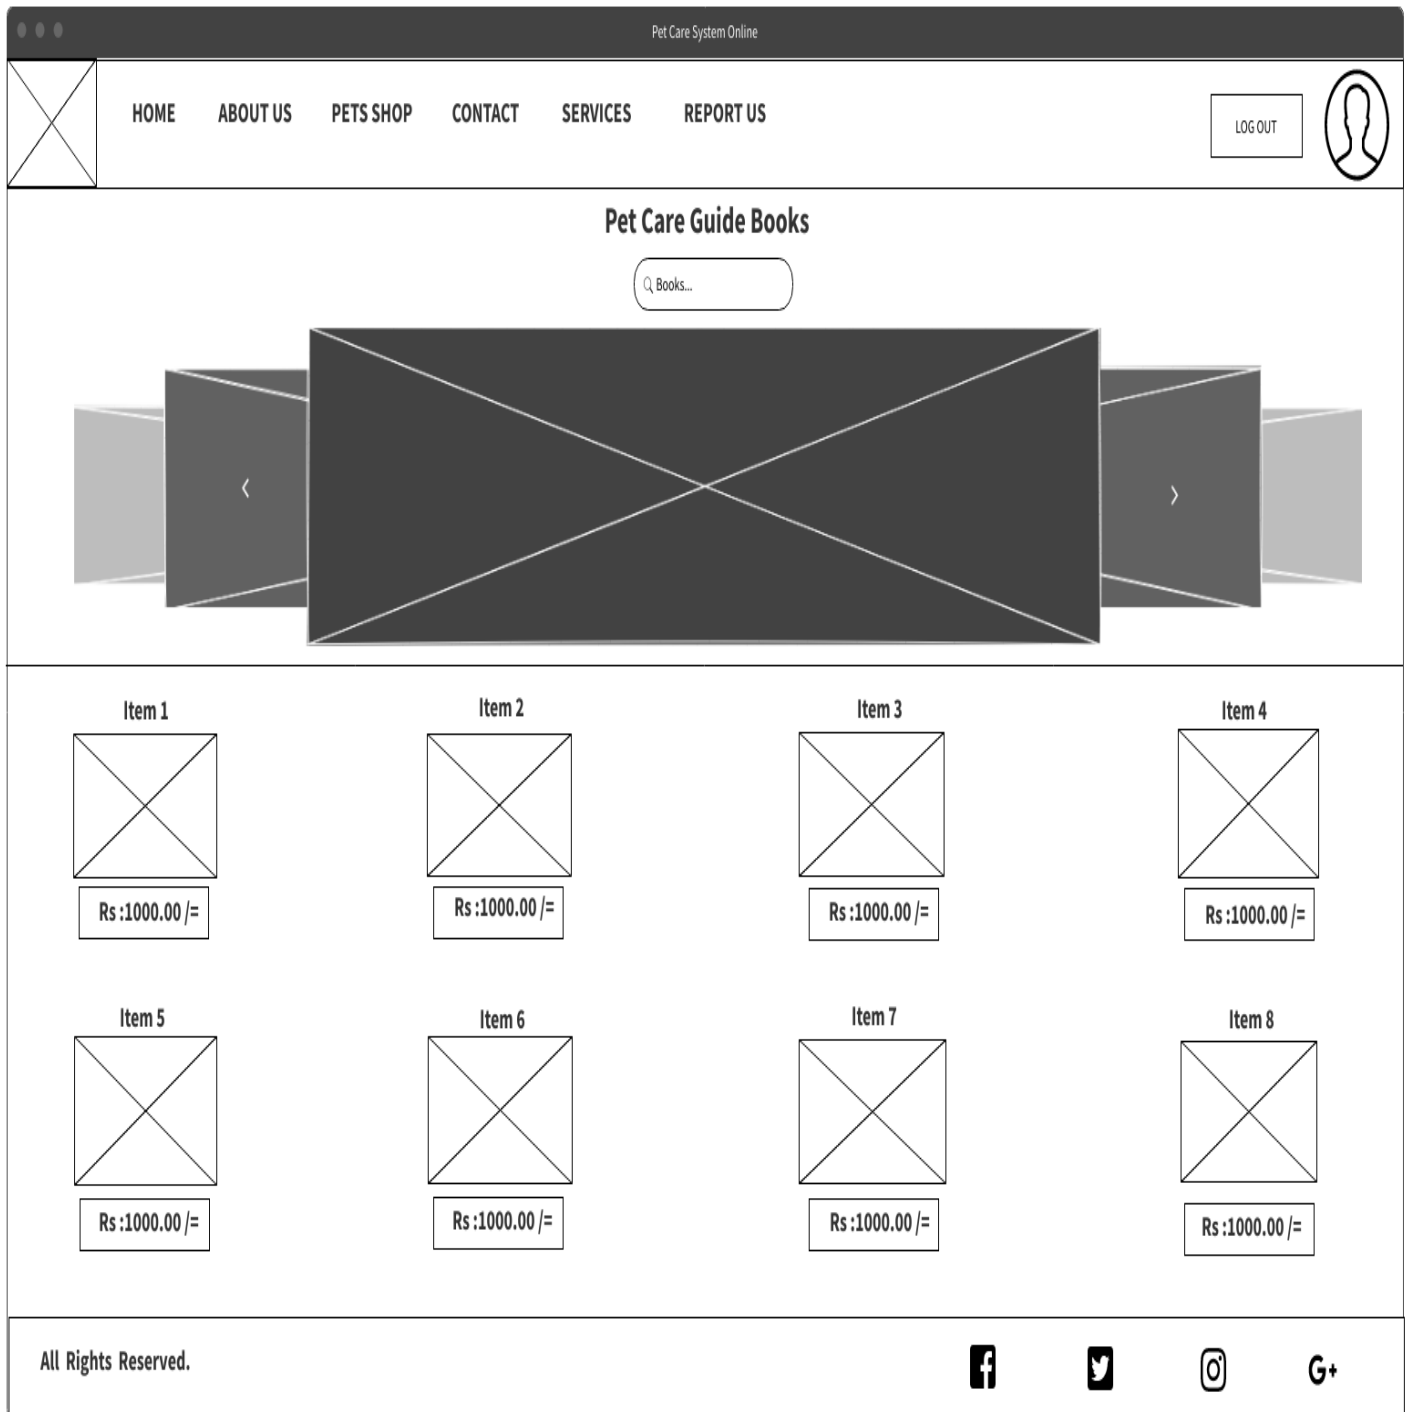 Pet Care System Online
HOME ABOUT US PETS SHOP CONTACT SERVICES REPORT US LOG OUT
Pet Care Guide Books
Books...
Item 1 Item 2 Item 3 Item 4
Rs :1000.00 /= Rs :1000.00 /= Rs :1000.00 /= Rs :1000.00 /=
Item 5 Item 6 Item 7 Item 8
Rs :1000.00 /= Rs :1000.00 /= Rs :1000.00 /= Rs :1000.00 /=
All Rights Reserved. G+